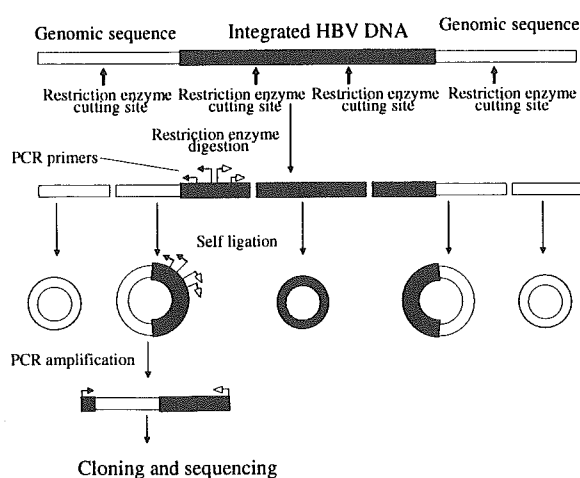 Genomic sequence
Integrated HBV DNA
Genomic sequence
Restriction enzyme
cutting site
Restriction enzyme
cutting site
Restriction enzyme
cutting site
Restriction enzyme
cutting site
Restriction enzyme
digestion
PCR primers
Self ligation
PCR amplification
Cloning and sequencing